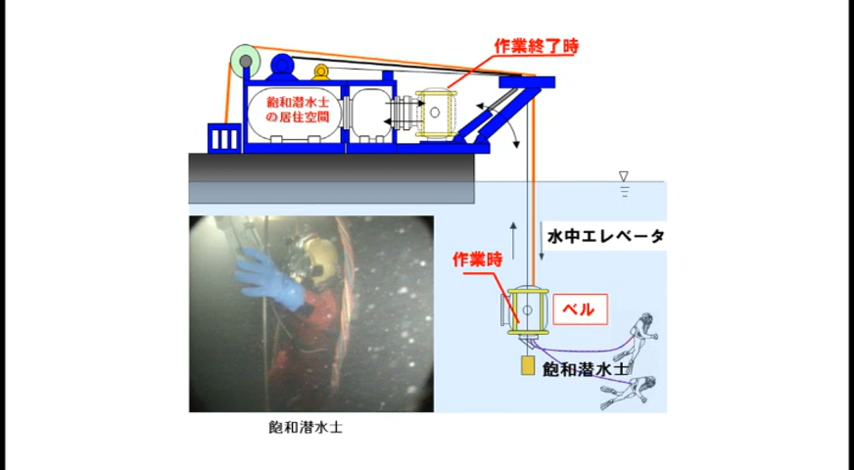 作業終了時
飽和潜水士
の居住空間
水中エレベータ
作業時
ベル
飽和潜水士
飽和潜水士